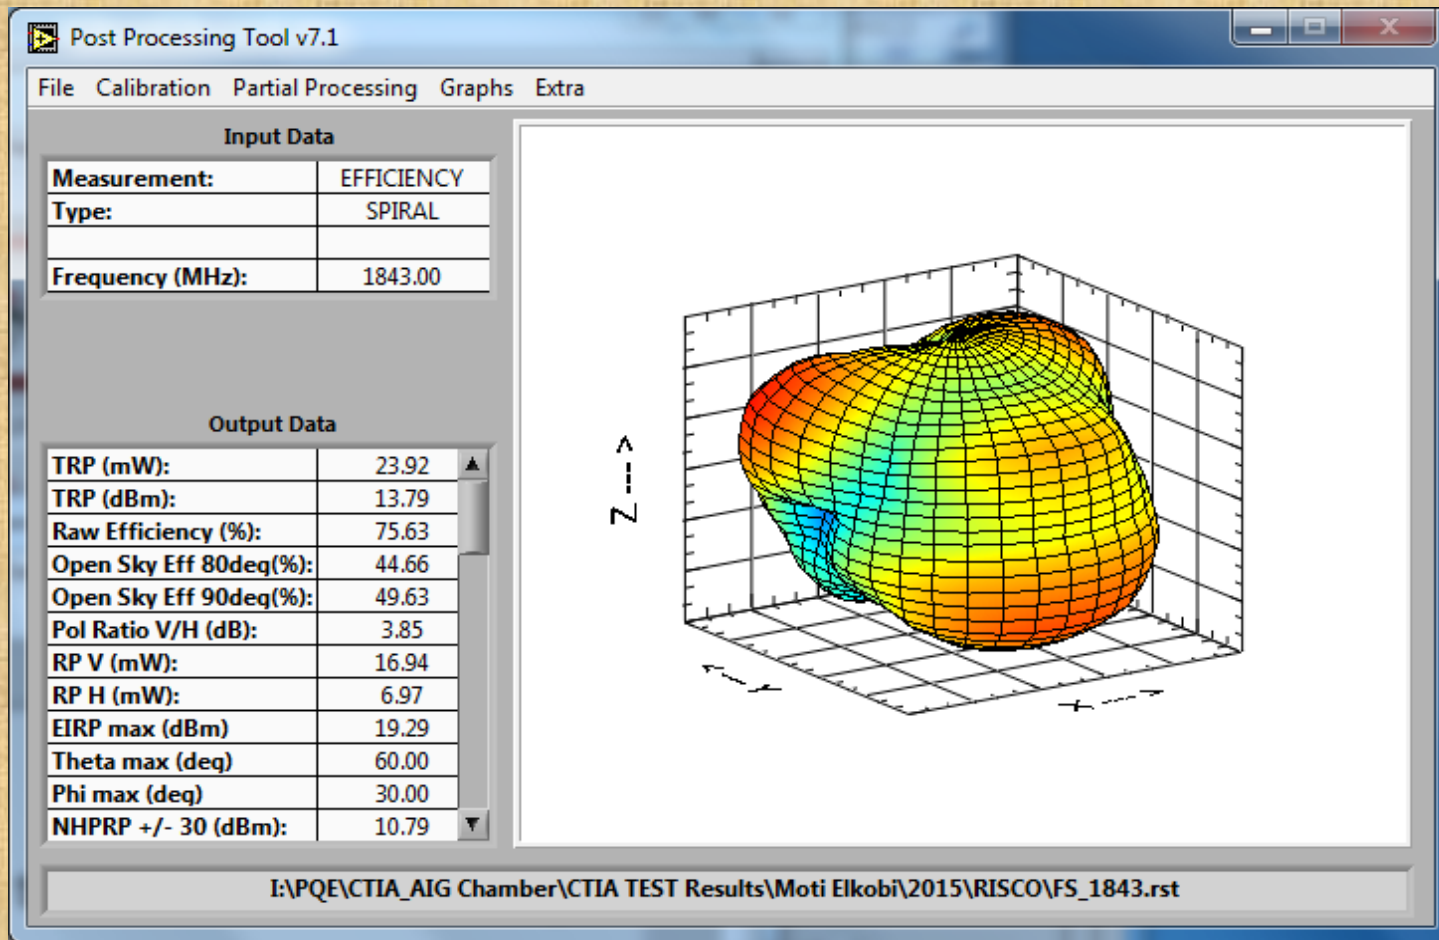 Post Processing Tool v7.1
File Calibration Partial Processing Graphs Extra
Input Data
Measurement: EFFICIENCY
Type: SPIRAL
Frequency (MHz): 1843.00
Output Data
TRP (mW): 23.92
TRP (dBm): 13.79
Raw Efficiency (%): 75.63
Open Sky Eff 80deg(%): 44.66
Open Sky Eff 90deg(%): 49.63
Pol Ratio V/H (dB): 3.85
RP V (mW): 16.94
RP H (mW): 6.97
EIRP max (dBm) 19.29
Theta max (deg) 60.00
Phi max (deg) 30.00
NHPRP +/- 30 (dBm): 10.79
Z --->
<--- Y
X --->
I:\PQE\CTIA_AIG Chamber\CTIA TEST Results\Moti Elkobi\2015\RISCO\FS_1843.rst